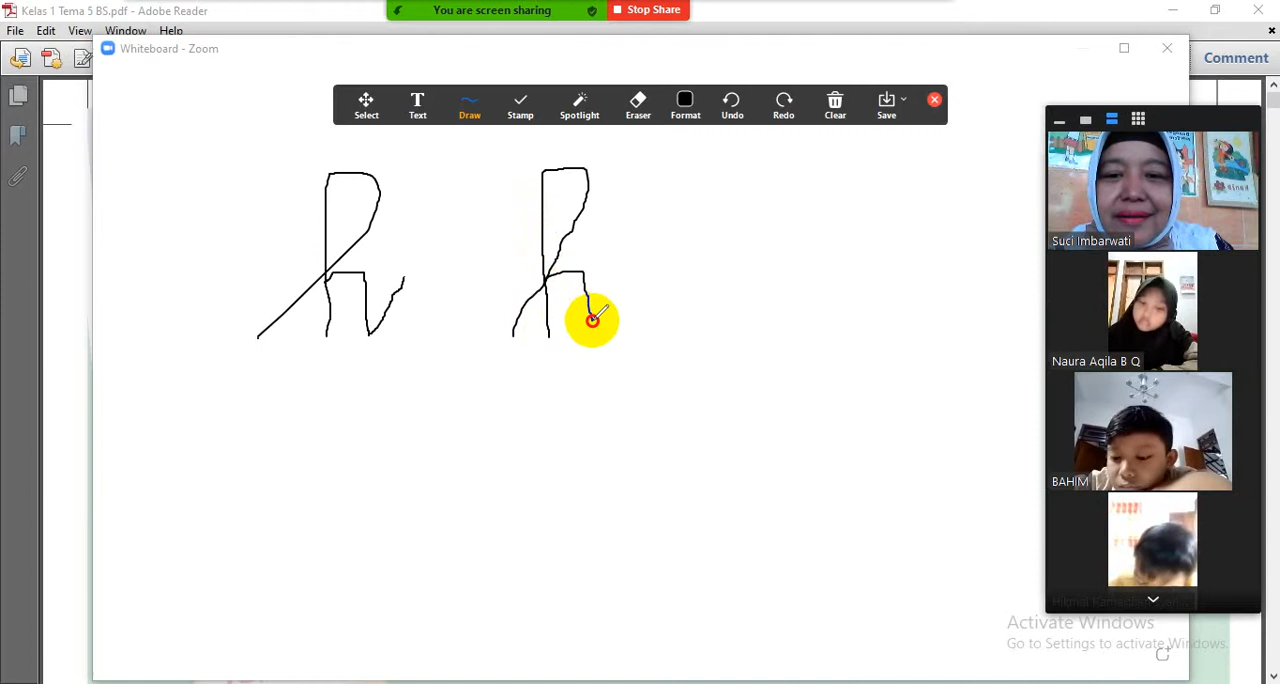 Kelas 1 Tema 5 BS.pdf - Adobe Reader
You are screen sharing
Stop Share
File Edit View Window Help
Comment
Whiteboard - Zoom
Select Text Draw Stamp Spotlight Eraser Format Undo Redo Clear Save
h h
Suci Imbarwati
Naura Aqila B Q
BAHIM
Activate Windows
Go to Settings to activate Windows.